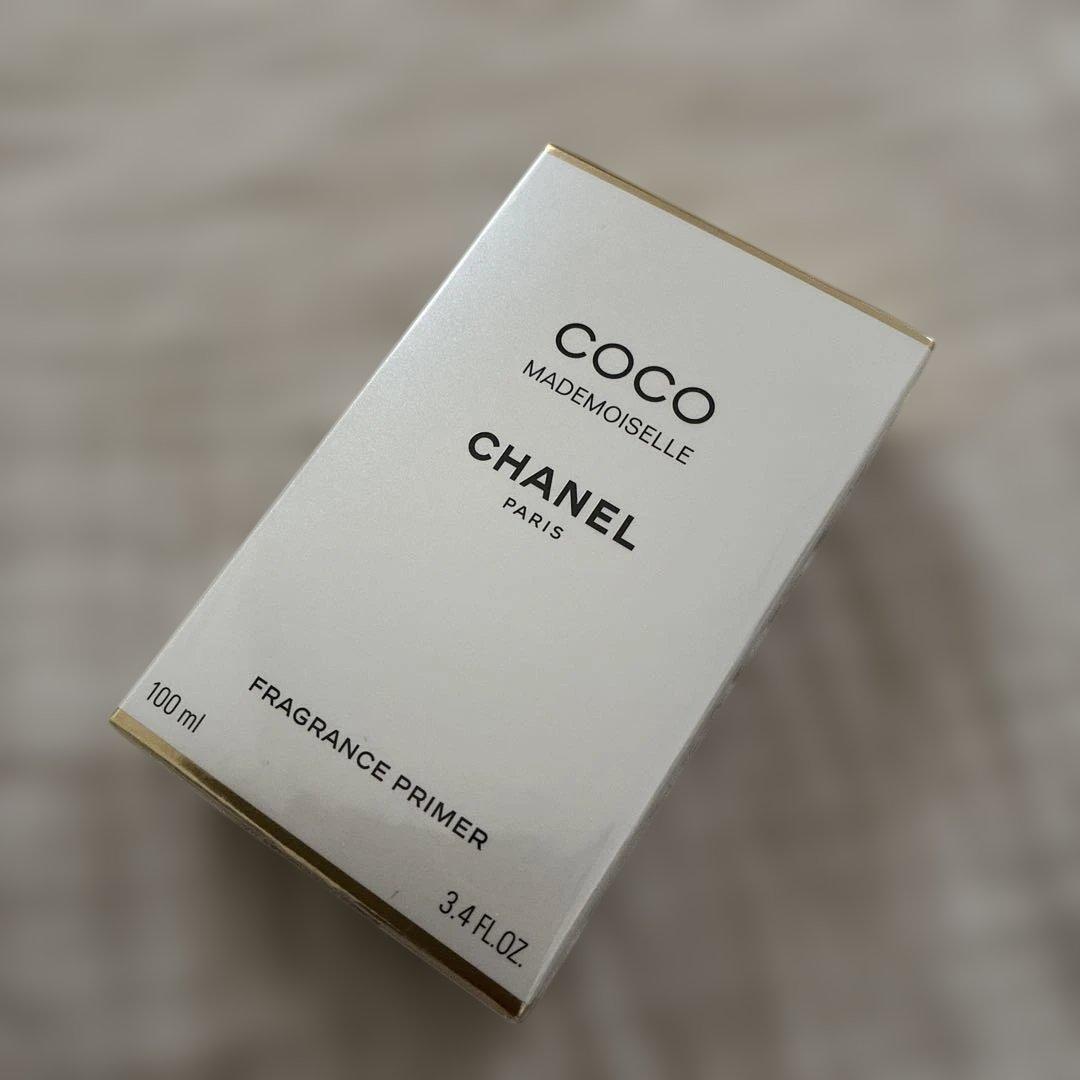 COCO
MADEMOISELLE
CHANEL
PARIS
FRAGRANCE PRIMER
100 ml
3.4 FL.OZ.